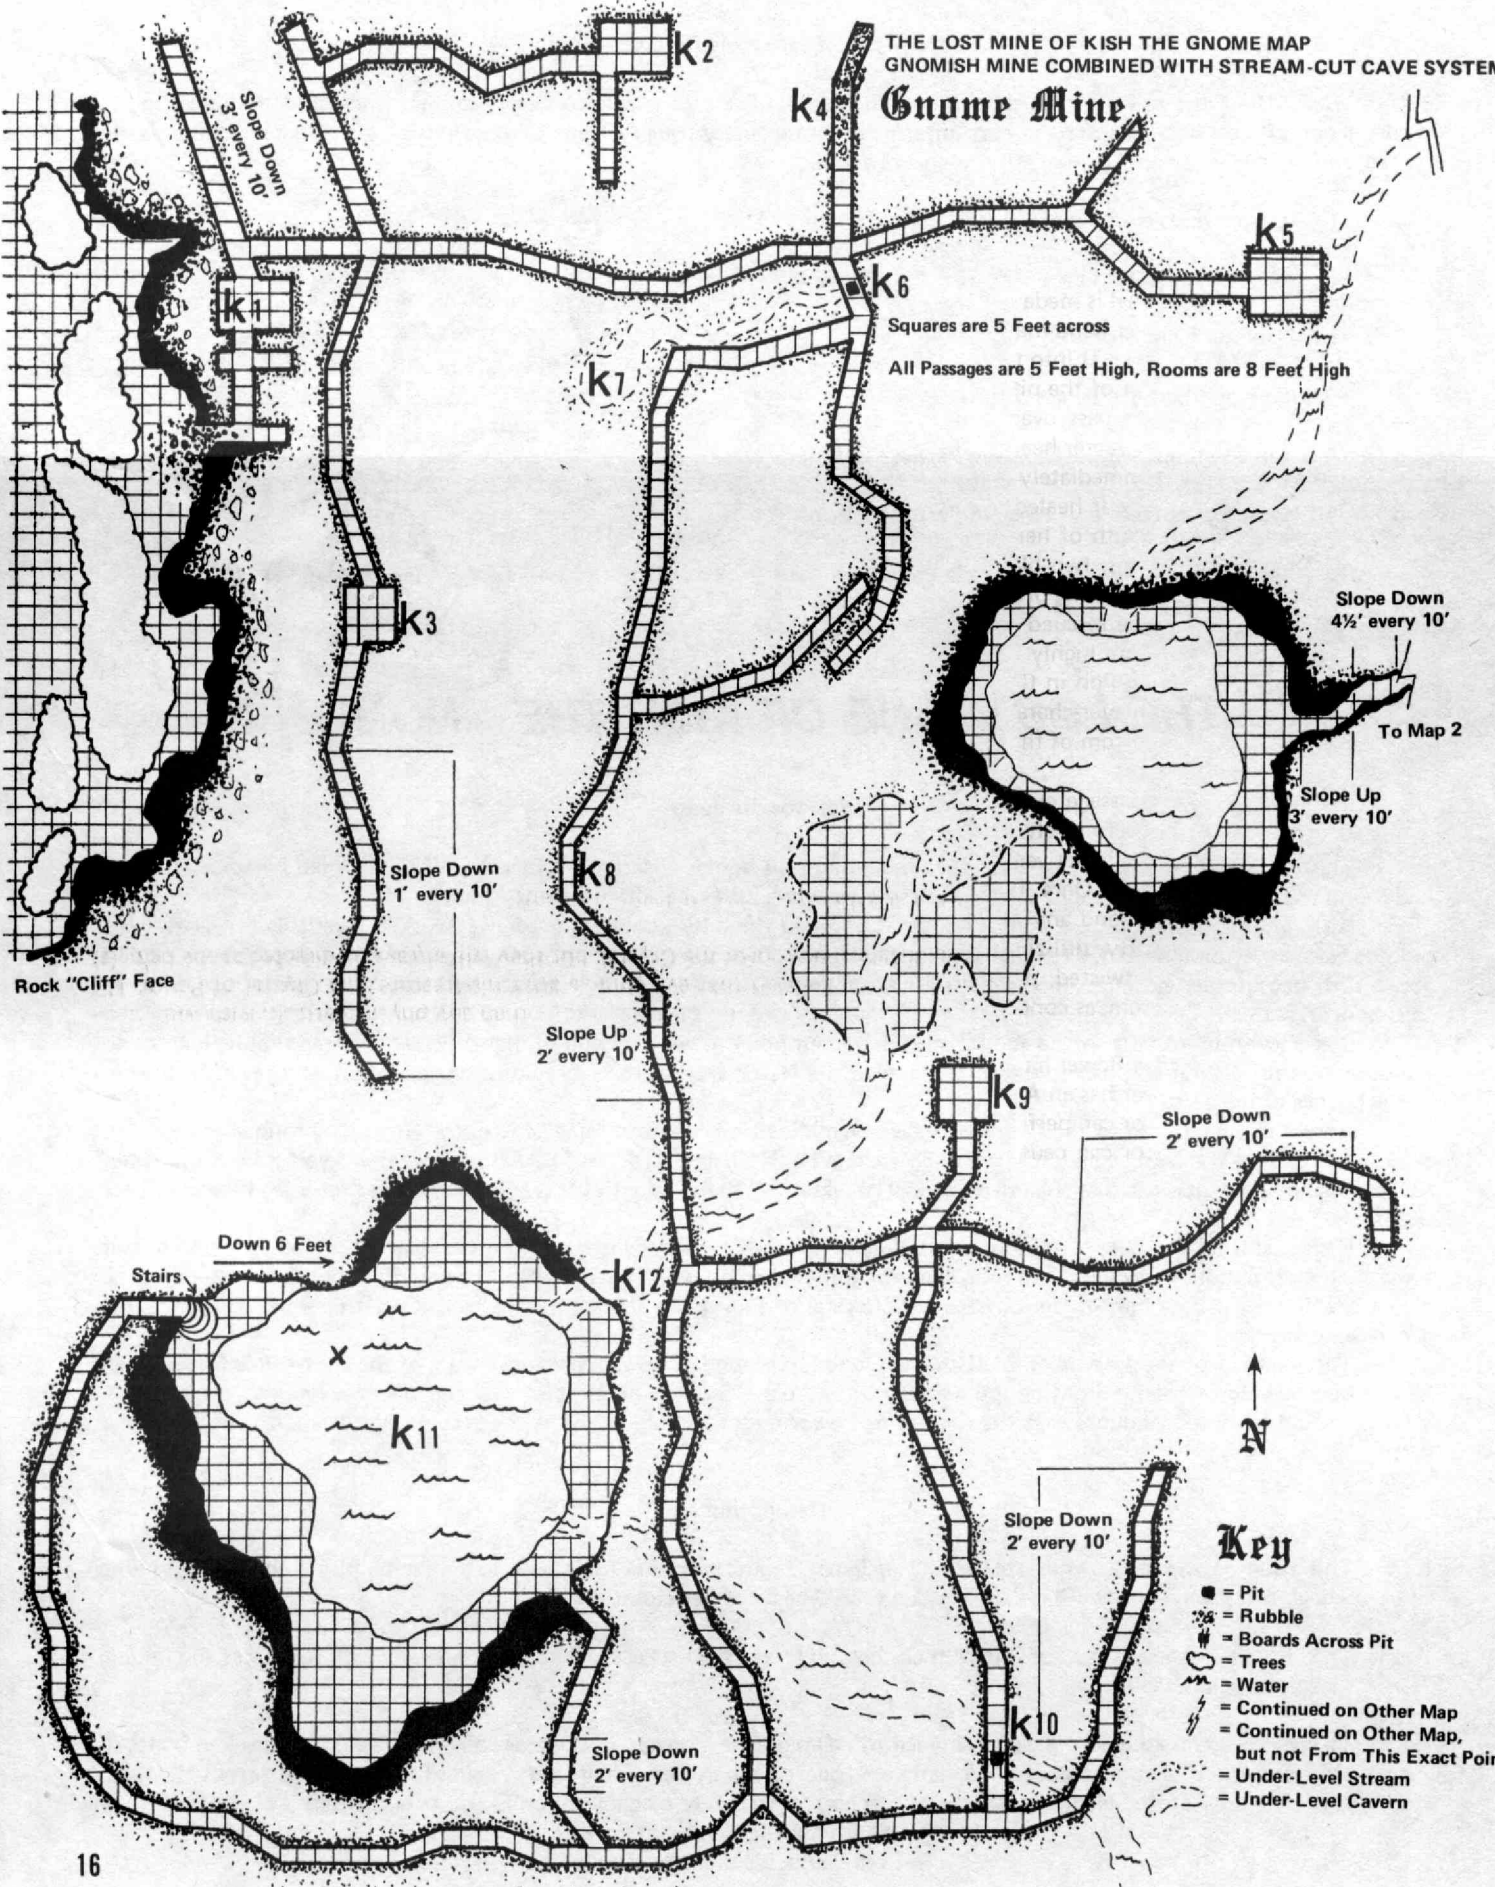 THE LOST MINE OF KISH THE GNOME MAP
GNOMISH MINE COMBINED WITH STREAM-CUT CAVE SYSTEM
Gnome Mine
k2
k4
Slope Down
3' every 10'
k5
k1
k6
Squares are 5 Feet across
All Passages are 5 Feet High, Rooms are 8 Feet High
k7
k3
Slope Down
4½' every 10'
To Map 2
Slope Up
3' every 10'
Slope Down
1' every 10'
k8
Rock "Cliff" Face
Slope Up
2' every 10'
k9
Slope Down
2' every 10'
Down 6 Feet
Stairs
k12
x
k11
N
Slope Down
2' every 10'
Key
= Pit
= Rubble
= Boards Across Pit
= Trees
= Water
= Continued on Other Map
= Continued on Other Map,
but not From This Exact Poin
= Under-Level Stream
= Under-Level Cavern
k10
Slope Down
2' every 10'
16